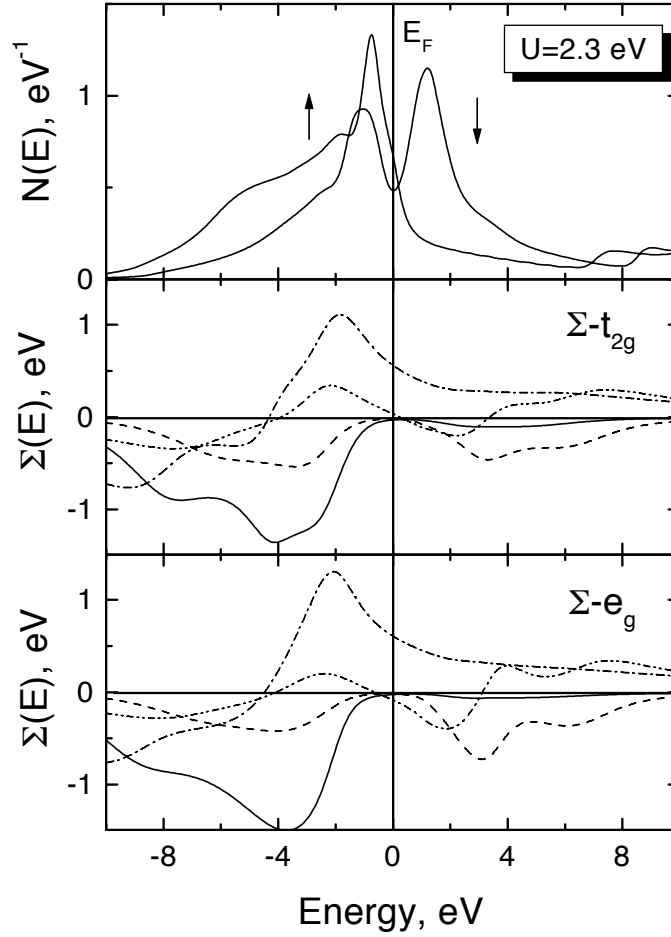 E_F
U=2.3 eV
↑
↓
N(E), eV⁻¹
1
0
Σ-t₂g
Σ(E), eV
1
0
-1
Σ-e_g
Σ(E), eV
1
0
-1
-8
-4
0
4
8
Energy, eV